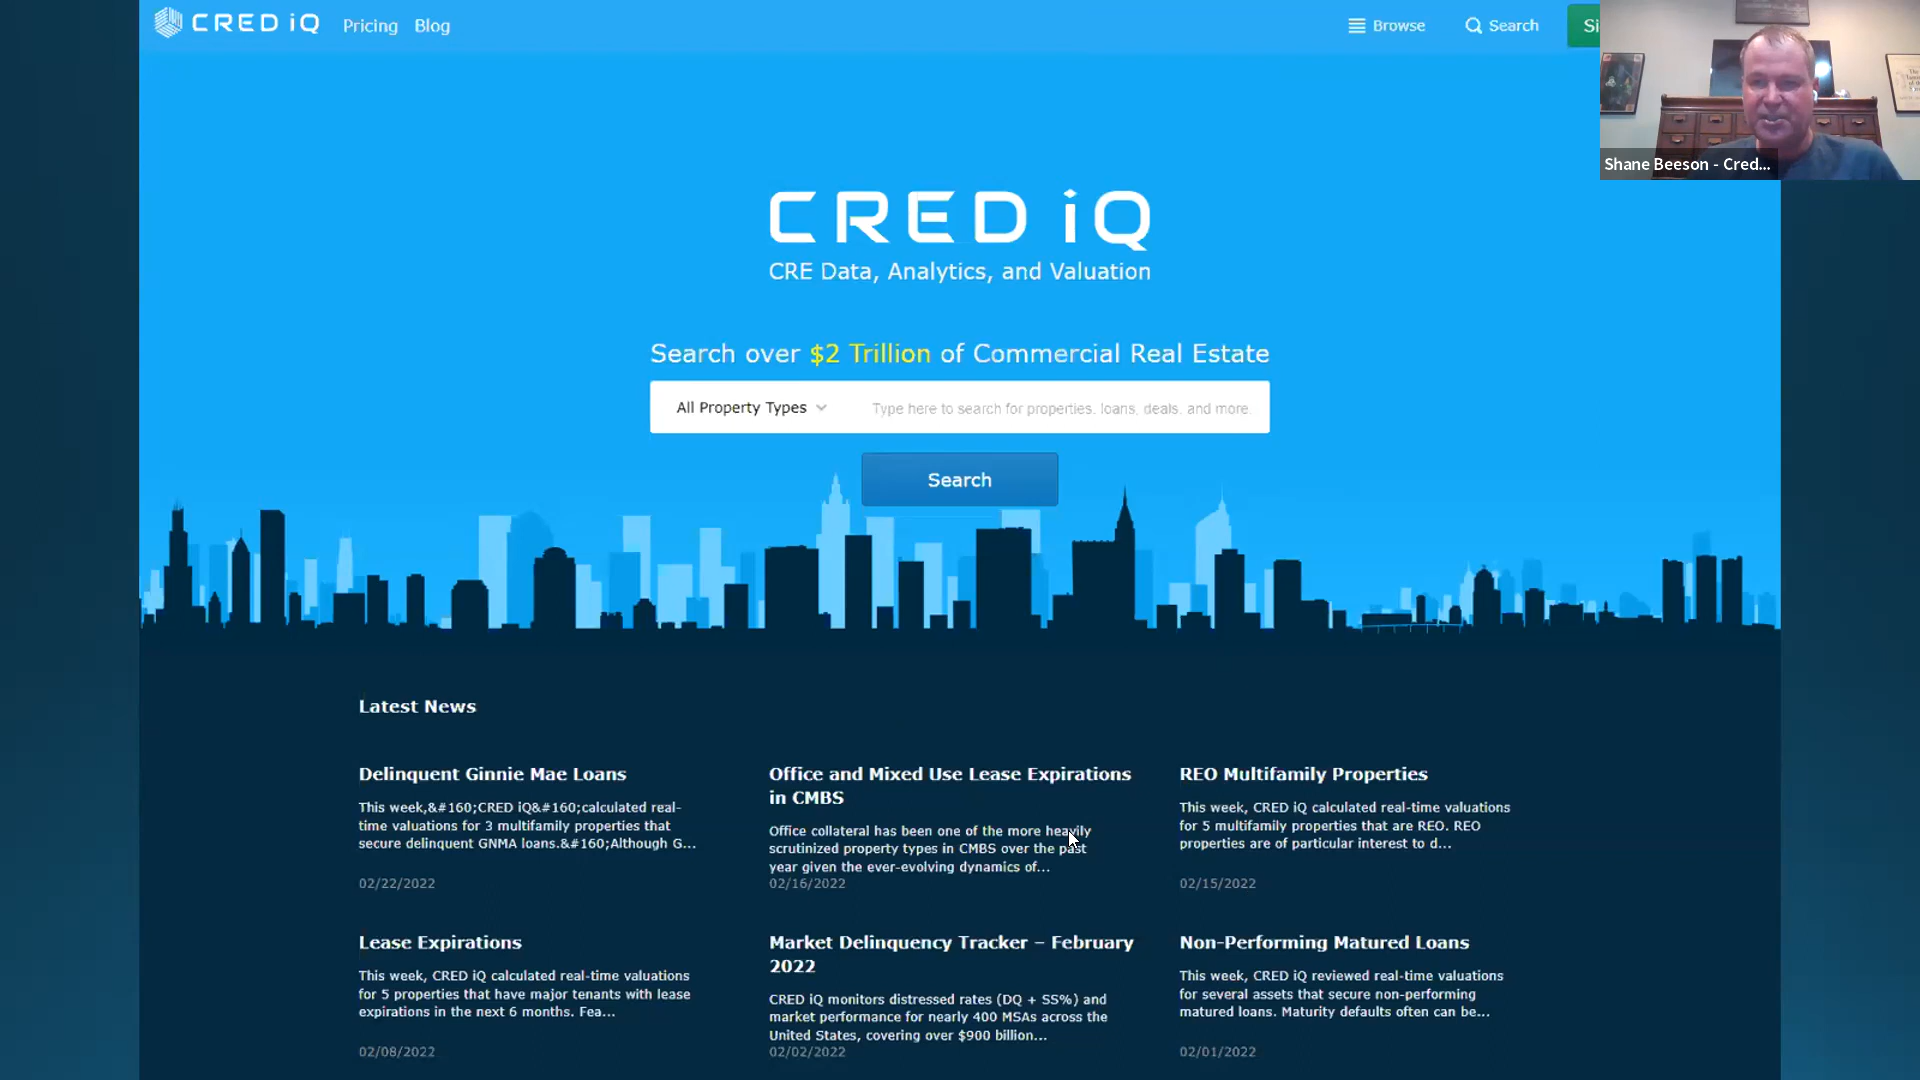 CRED iQ Pricing Blog Browse Search Si
Shane Beeson - Cred...
CRED iQ
CRE Data, Analytics, and Valuation
Search over $2 Trillion of Commercial Real Estate
All Property Types Type here to search for properties, loans, deals, and more.
Search
Latest News
Delinquent Ginnie Mae Loans
This week,&#160;CRED iQ&#160;calculated real-
time valuations for 3 multifamily properties that
secure delinquent GNMA loans.&#160;Although G...
02/22/2022
Office and Mixed Use Lease Expirations
in CMBS
Office collateral has been one of the more heavily
scrutinized property types in CMBS over the past
year given the ever-evolving dynamics of...
02/16/2022
REO Multifamily Properties
This week, CRED iQ calculated real-time valuations
for 5 multifamily properties that are REO. REO
properties are of particular interest to d...
02/15/2022
Lease Expirations
This week, CRED iQ calculated real-time valuations
for 5 properties that have major tenants with lease
expirations in the next 6 months. Fea...
02/08/2022
Market Delinquency Tracker – February
2022
CRED iQ monitors distressed rates (DQ + SS%) and
market performance for nearly 400 MSAs across the
United States, covering over $900 billion...
02/02/2022
Non-Performing Matured Loans
This week, CRED iQ reviewed real-time valuations
for several assets that secure non-performing
matured loans. Maturity defaults often can be...
02/01/2022